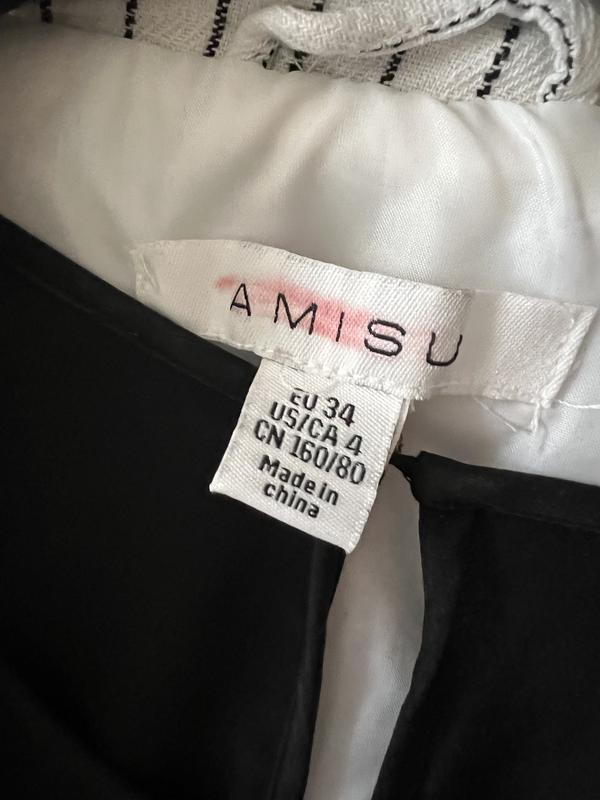 AMISU
EU 34
US/CA 4
CN 160/80
Made in
china